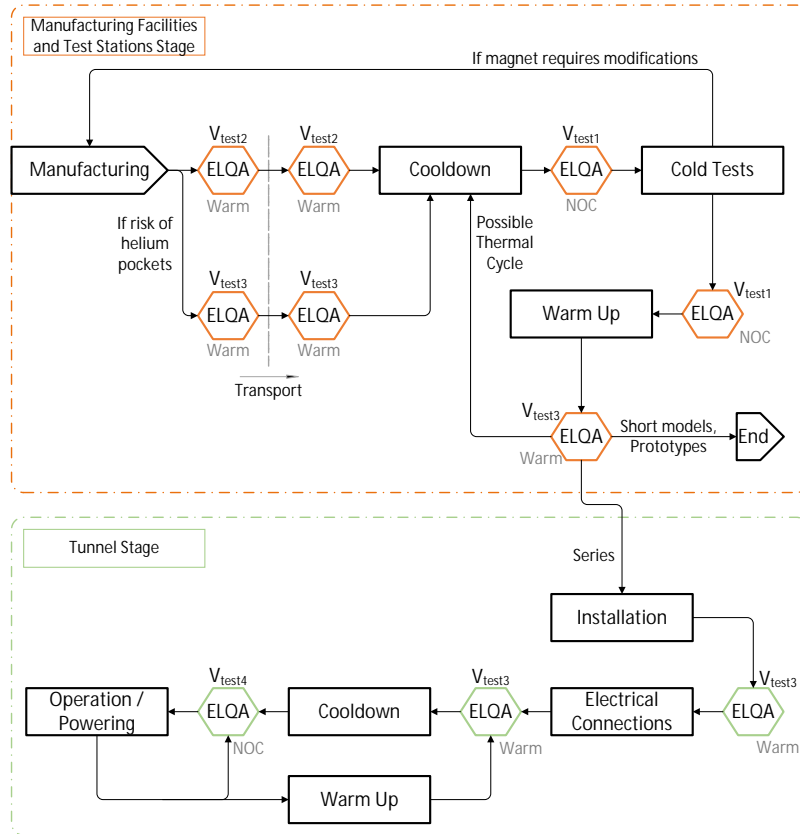 Manufacturing Facilities
and Test Stations Stage
If magnet requires modifications
Vtest2
Vtest2
Vtest1
Manufacturing
ELQA
ELQA
Cooldown
ELQA
Cold Tests
Warm
Warm
NOC
If risk of
helium
pockets
Possible
Thermal
Cycle
Vtest3
Vtest3
Vtest1
ELQA
ELQA
Warm Up
ELQA
Warm
Warm
NOC
Transport
Vtest3
ELQA
Warm
Short models,
Prototypes
End
Tunnel Stage
Series
Installation
Vtest4
Vtest3
Vtest3
Operation /
Powering
ELQA
Cooldown
ELQA
Electrical
Connections
ELQA
NOC
Warm
Warm
Warm Up